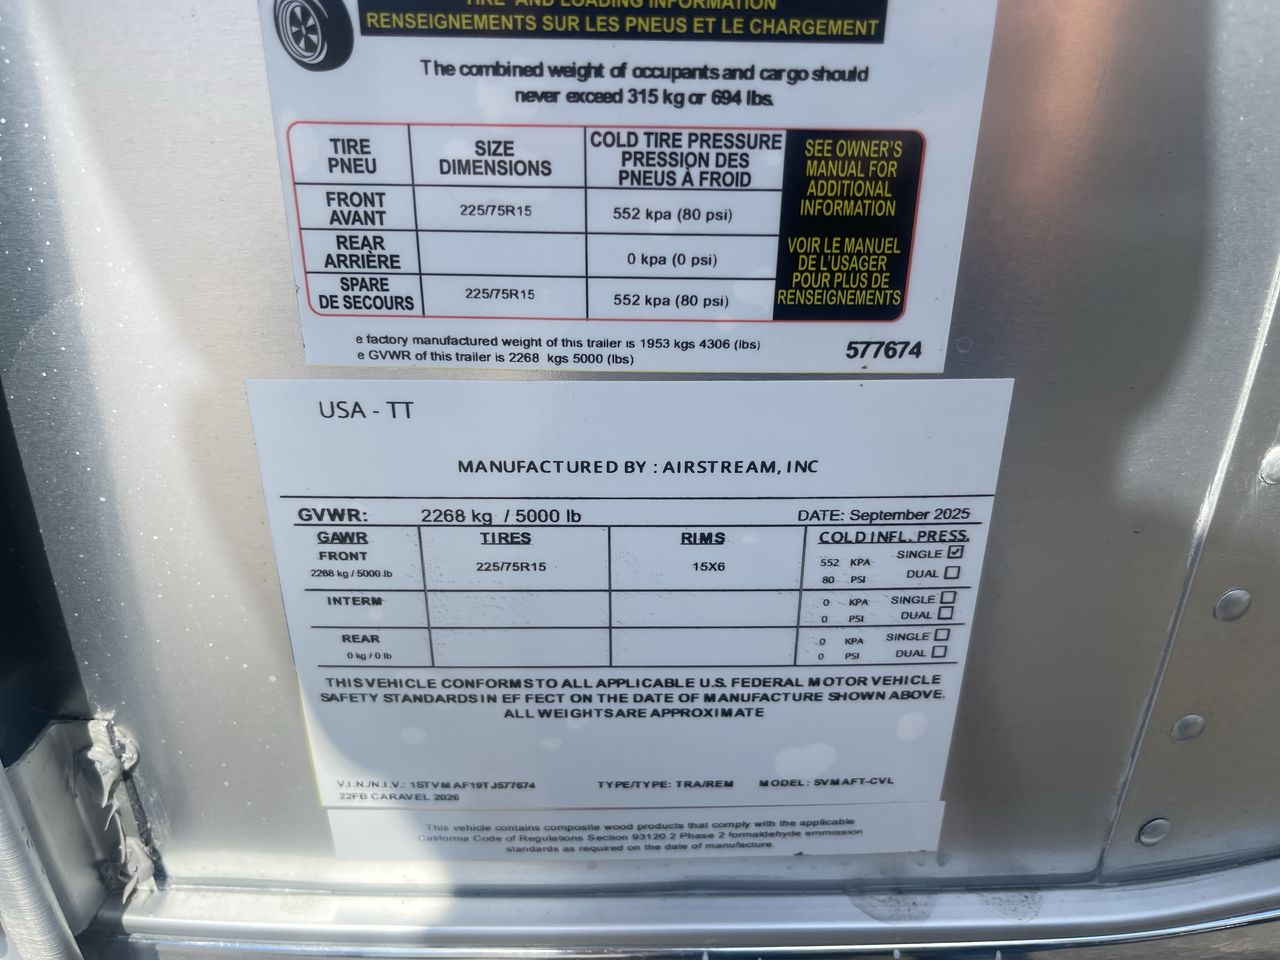 TIRE AND LOADING INFORMATION
RENSEIGNEMENTS SUR LES PNEUS ET LE CHARGEMENT
The combined weight of occupants and cargo should
never exceed 315 kg or 694 lbs.
TIRE
PNEU
SIZE
DIMENSIONS
COLD TIRE PRESSURE
PRESSION DES
PNEUS À FROID
SEE OWNER'S
MANUAL FOR
ADDITIONAL
INFORMATION
VOIR LE MANUEL
DE L'USAGER
POUR PLUS DE
RENSEIGNEMENTS
FRONT
AVANT
225/75R15
552 kpa (80 psi)
REAR
ARRIÈRE
0 kpa (0 psi)
SPARE
DE SECOURS
225/75R15
552 kpa (80 psi)
e factory manufactured weight of this trailer is 1953 kgs 4306 (lbs)
e GVWR of this trailer is 2268 kgs 5000 (lbs)
577674
USA - TT
MANUFACTURED BY : AIRSTREAM, INC
GVWR: 2268 kg / 5000 lb DATE: September 2025
GAWR TIRES RIMS COLD INFL. PRESS.
FRONT
2268 kg / 5000 lb
225/75R15
15X6
552 KPA SINGLE
80 PSI DUAL
INTERM
0 KPA SINGLE
0 PSI DUAL
REAR
0 kg / 0 lb
0 KPA SINGLE
0 PSI DUAL
THIS VEHICLE CONFORMS TO ALL APPLICABLE U.S. FEDERAL MOTOR VEHICLE
SAFETY STANDARDS IN EFFECT ON THE DATE OF MANUFACTURE SHOWN ABOVE.
ALL WEIGHTS ARE APPROXIMATE
V.I.N./N.I.V.: 1STVMAF19TJ577674 TYPE/TYPE: TRA/REM MODEL: SVMAFT-CVL
22FB CARAVEL 2026
This vehicle contains composite wood products that comply with the applicable
California Code of Regulations Section 93120.2 Phase 2 formaldehyde emmission
standards as required on the date of manufacture.